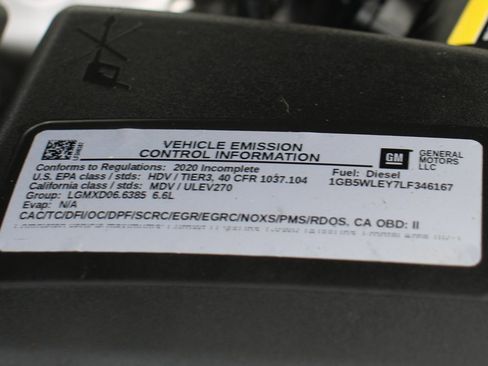 VEHICLE EMISSION
CONTROL INFORMATION
GM
GENERAL
MOTORS
LLC
Conforms to Regulations: 2020 Incomplete
Fuel: Diesel
U.S. EPA class / stds: HDV / TIER3, 40 CFR 1037.104
1GB5WLEY7LF346167
California class / stds: MDV / ULEV270
Group: LGMXD06.6385 6.6L
Evap: N/A
CAC/TC/DFI/OC/DPF/SCRC/EGR/EGRC/NOXS/PMS/RDOS, CA OBD: II